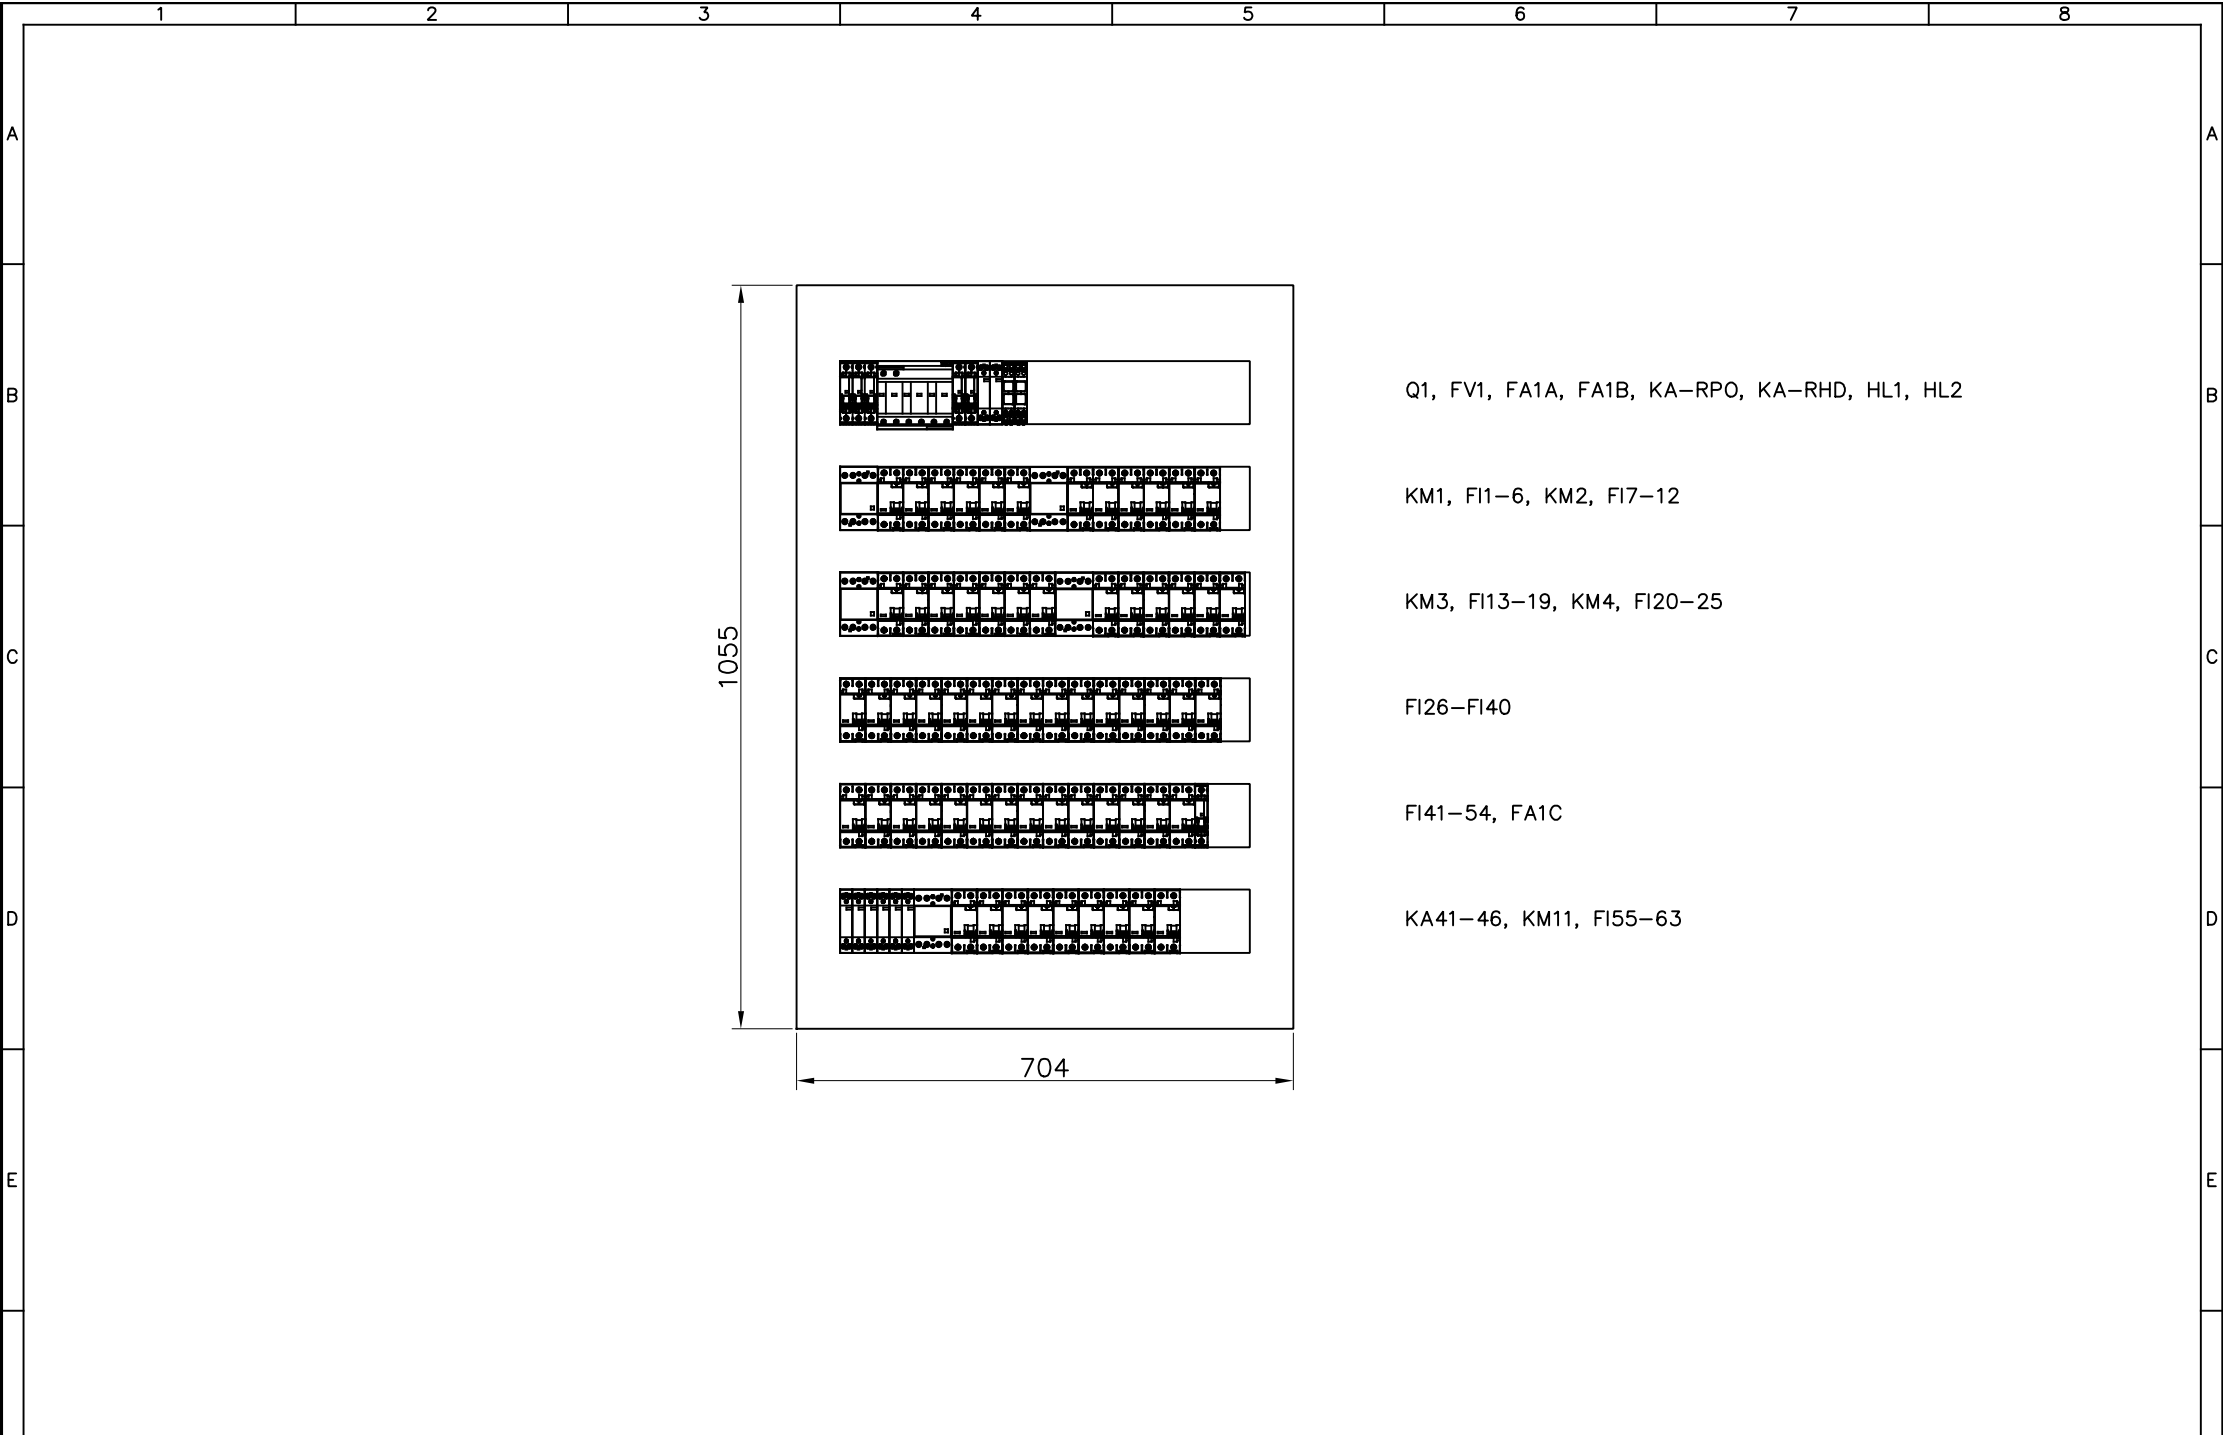 1 2 3 4 5 6 7 8
A A
B Q1, FV1, FA1A, FA1B, KA-RPO, KA-RHD, HL1, HL2 B
KM1, FI1-6, KM2, FI7-12
KM3, FI13-19, KM4, FI20-25
1055
C C
FI26-FI40
FI41-54, FA1C
D KA41-46, KM11, FI55-63 D
704
E E